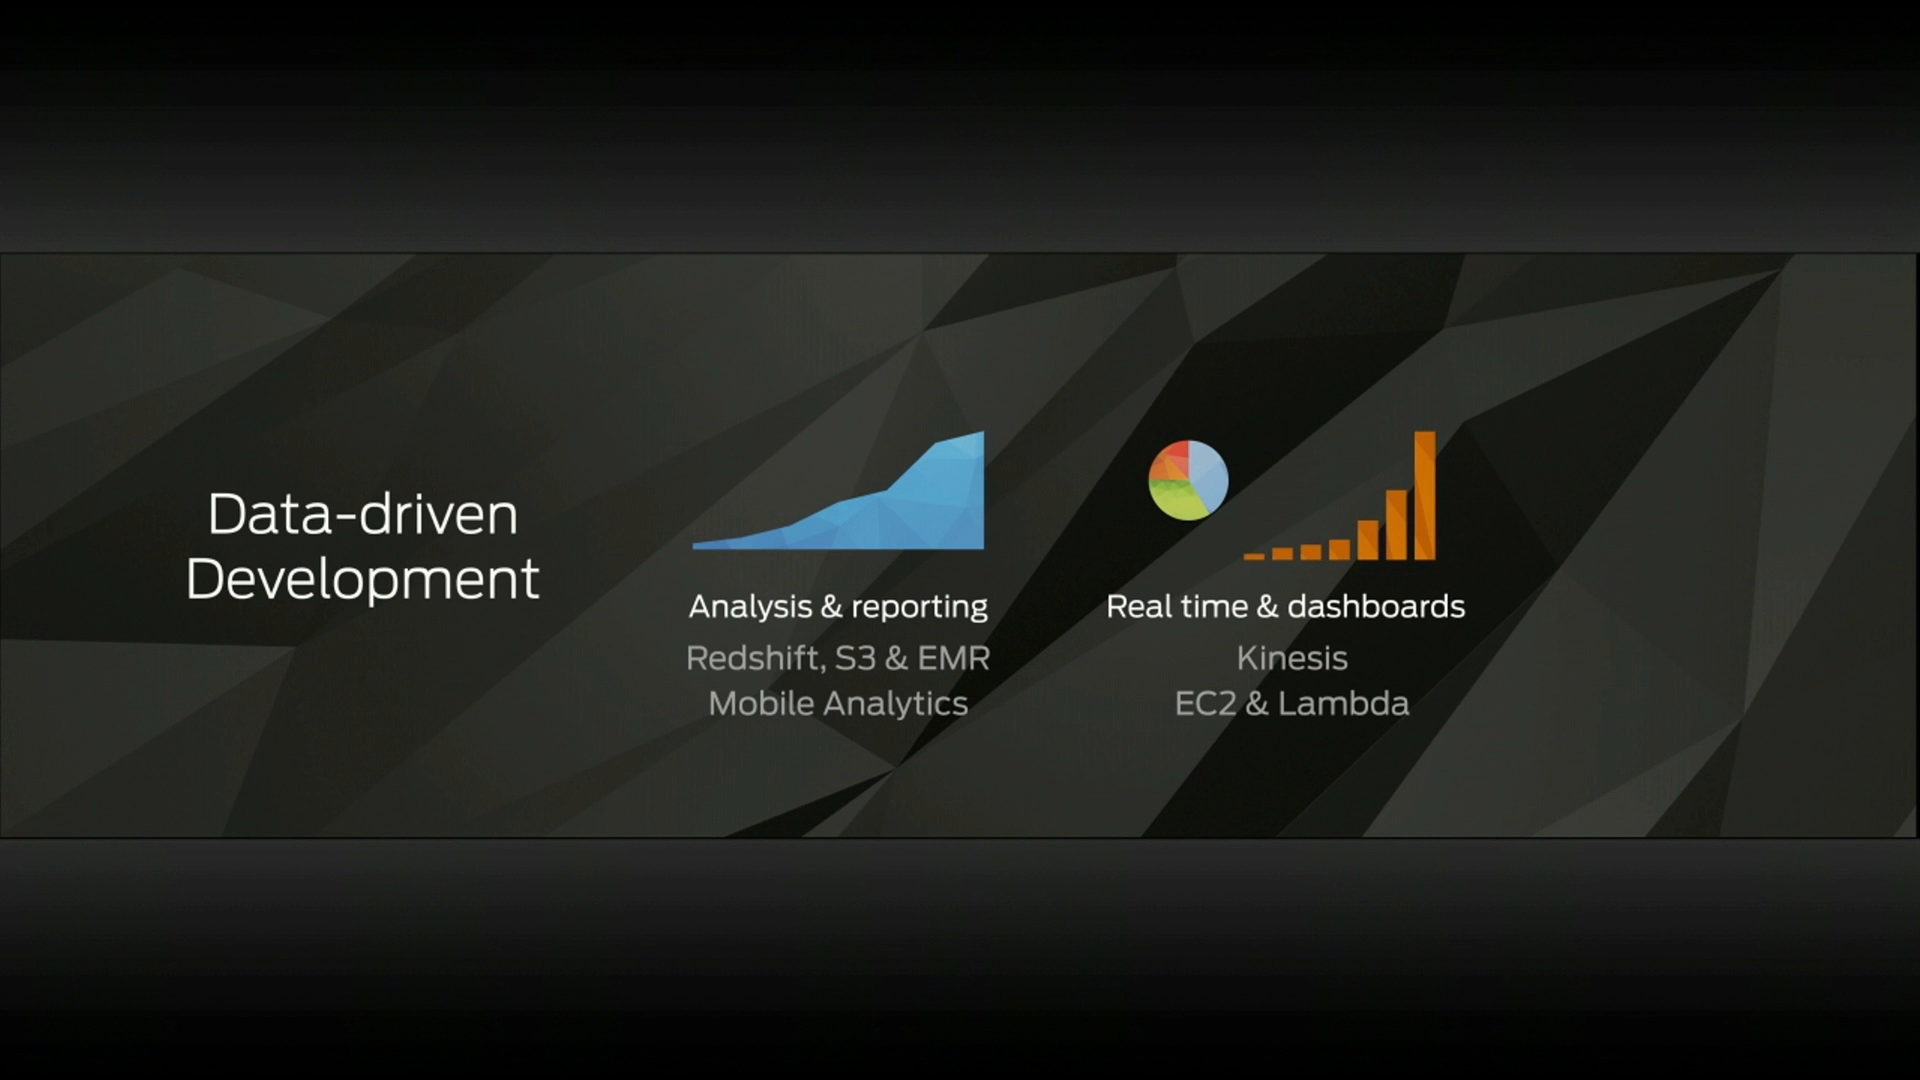 Data-driven
Development
Analysis & reporting
Redshift, S3 & EMR
Mobile Analytics
Real time & dashboards
Kinesis
EC2 & Lambda